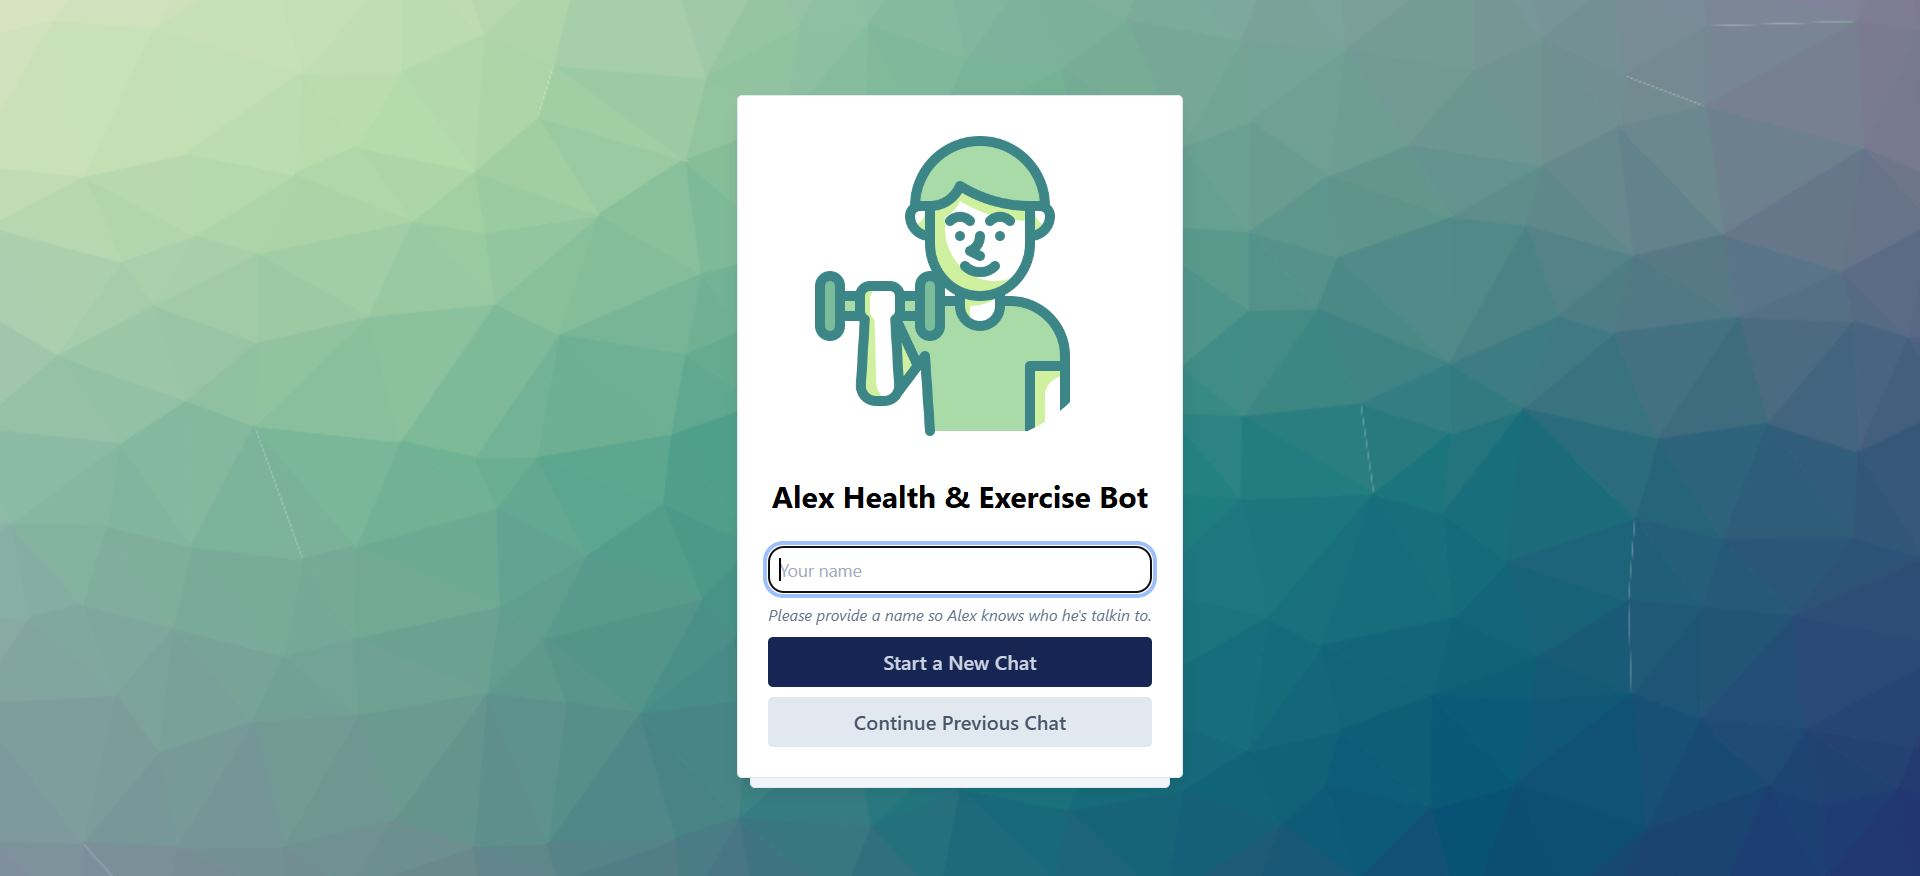 Alex Health & Exercise Bot
Your name
Please provide a name so Alex knows who he's talkin to.
Start a New Chat
Continue Previous Chat